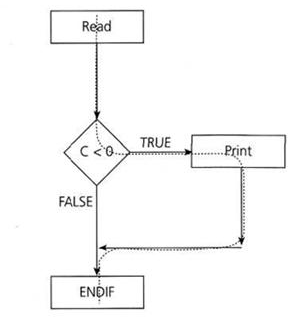 Read
C < 0
TRUE
Print
FALSE
ENDIF